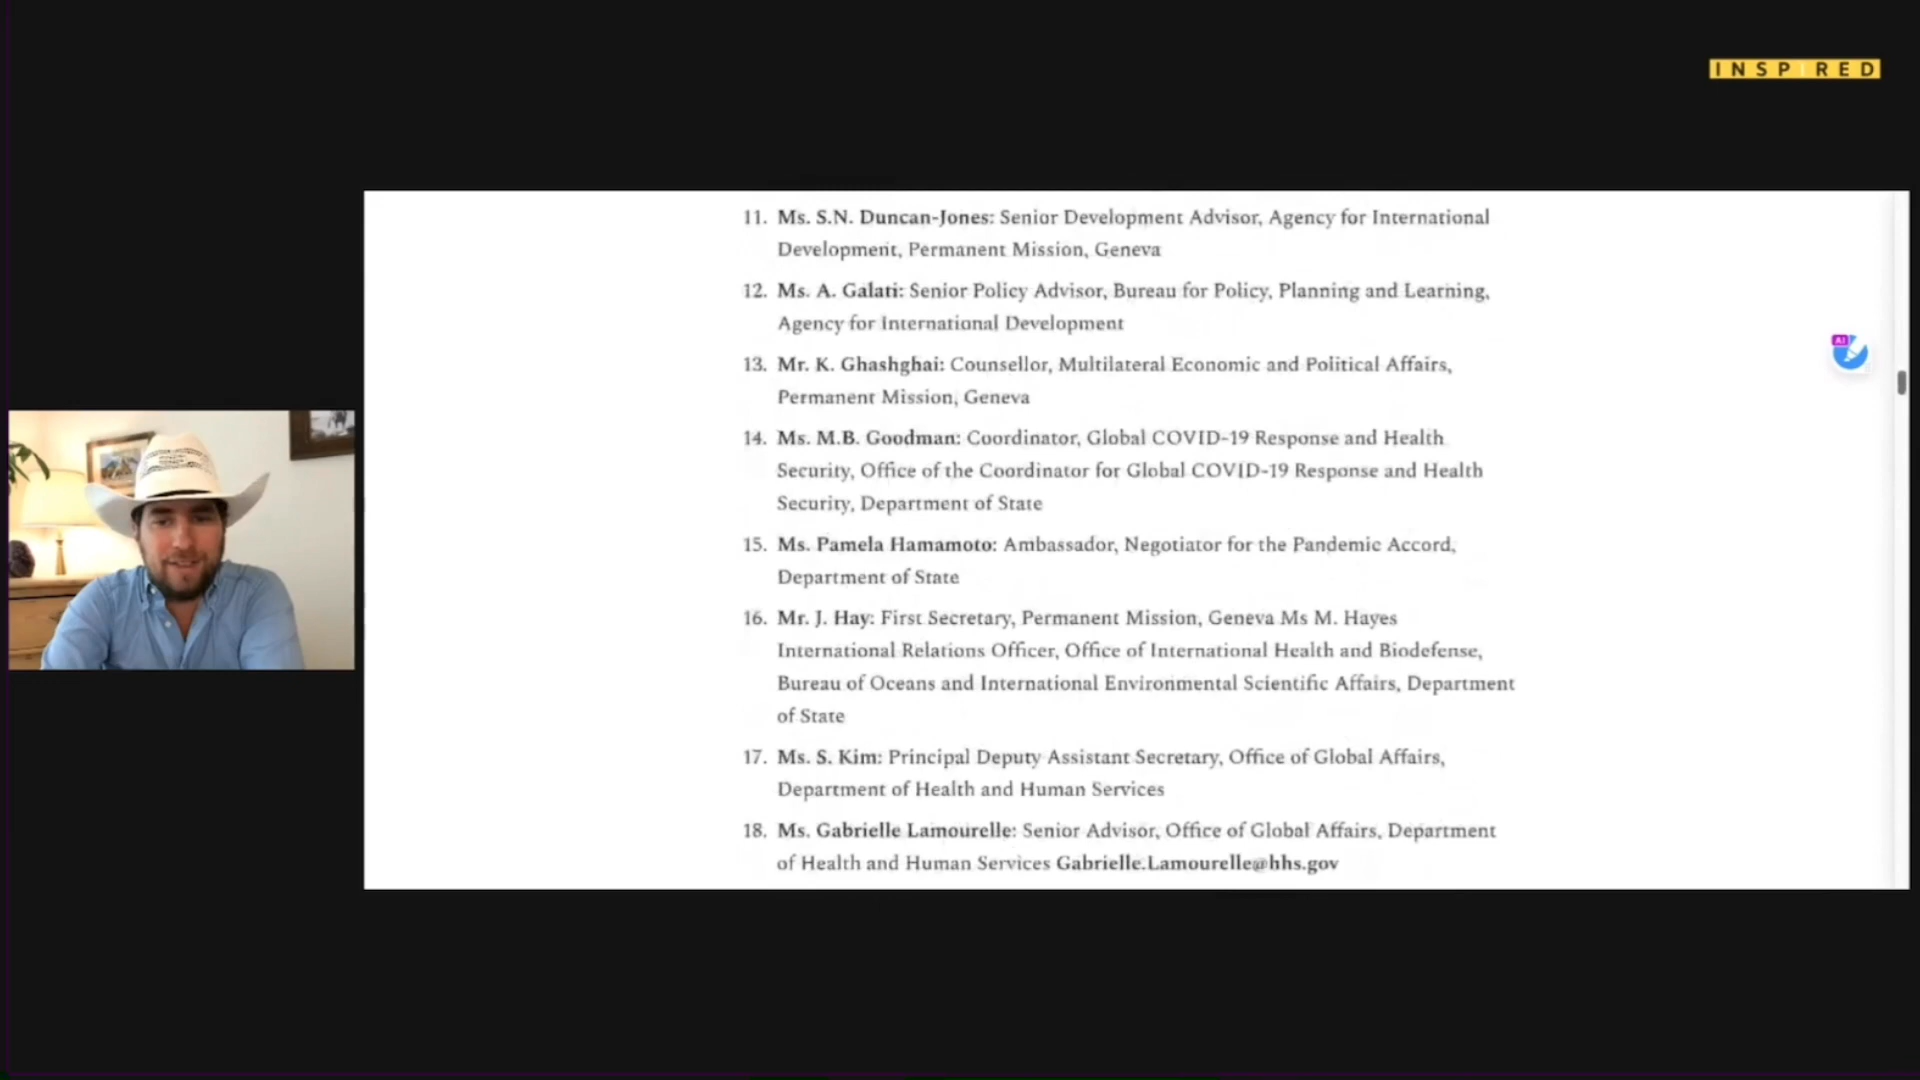 INSPIRED
11. Ms. S.N. Duncan-Jones: Senior Development Advisor, Agency for International
Development, Permanent Mission, Geneva
12. Ms. A. Galati: Senior Policy Advisor, Bureau for Policy, Planning and Learning,
Agency for International Development
13. Mr. K. Ghashghai: Counsellor, Multilateral Economic and Political Affairs,
Permanent Mission, Geneva
14. Ms. M.B. Goodman: Coordinator, Global COVID-19 Response and Health
Security, Office of the Coordinator for Global COVID-19 Response and Health
Security, Department of State
15. Ms. Pamela Hamamoto: Ambassador, Negotiator for the Pandemic Accord,
Department of State
16. Mr. J. Hay: First Secretary, Permanent Mission, Geneva Ms M. Hayes
International Relations Officer, Office of International Health and Biodefense,
Bureau of Oceans and International Environmental Scientific Affairs, Department
of State
17. Ms. S. Kim: Principal Deputy Assistant Secretary, Office of Global Affairs,
Department of Health and Human Services
18. Ms. Gabrielle Lamourelle: Senior Advisor, Office of Global Affairs, Department
of Health and Human Services Gabrielle.Lamourelle@hhs.gov
AI